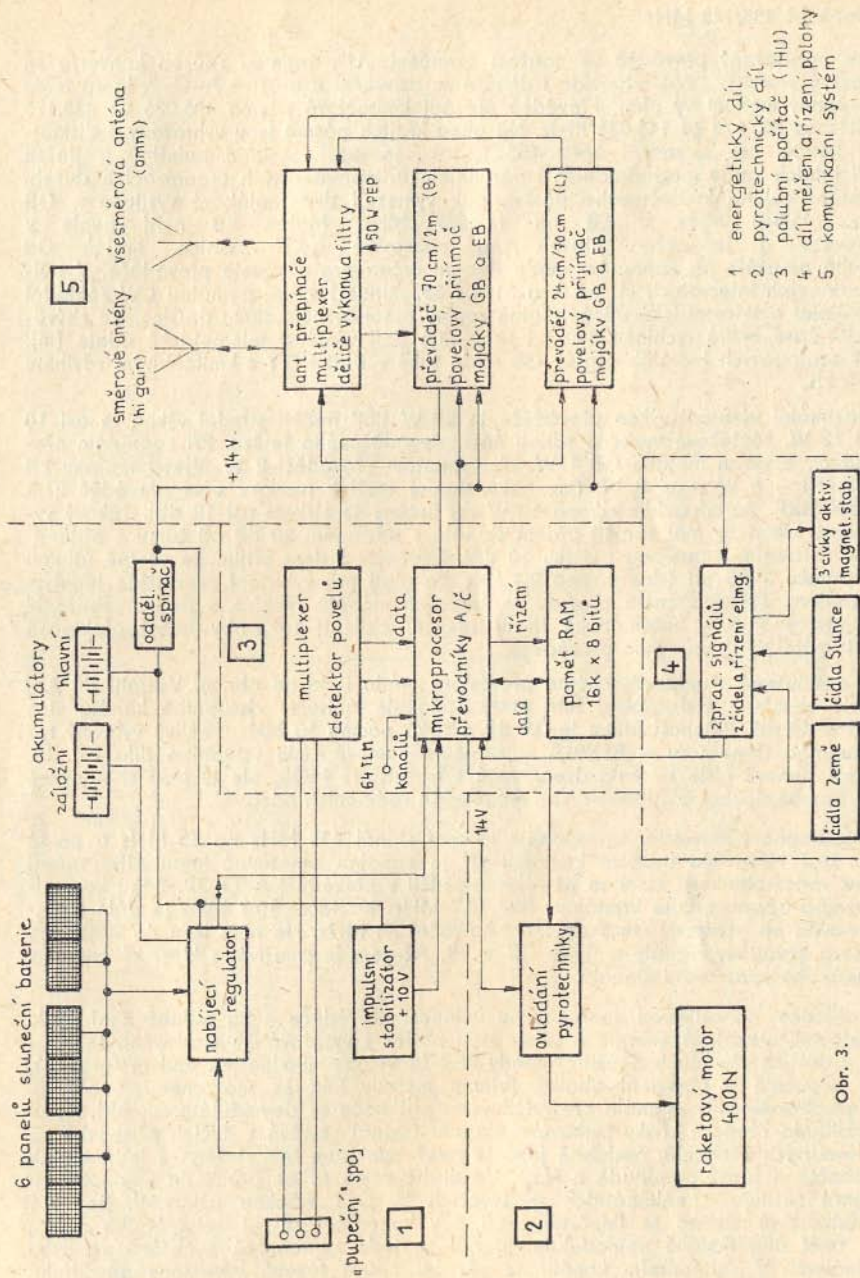 6 panelů sluneční baterie
akumulátory
záložní
hlavní
odděl.
spínač
nabíjecí
regulátor
impulsní
stabilizátor
+ 10 V
"pupeční" spoj
1
2
ovládání
pyrotechniky
raketový motor
400 N
14 V
3
multiplexer
detektor povelů
data
64 TLM
kanálů
mikroprocesor
převodníky A/č
data
řízení
paměť RAM
16k x 8 bitů
4
zprac. signálů
z čidel a řízení elmg.
čidla Země
čidla Slunce
3 cívky aktiv.
magnet. stab.
+14 V
5
směrové antény
(hi gain)
všesměrová anténa
(omni)
ant. přepínače
multiplexer
děliče výkonu a filtry
50 W PEP
převáděč 70 cm/2m (B)
povelový přijímač
majáky GB a EB
převáděč 24 cm/70 cm (L)
povelový přijímač
majáky GB a EB
1 energetický díl
2 pyrotechnický díl
3 palubní počítač (IHU)
4 díl měření a řízení polohy
5 komunikační systém
Obr. 3.